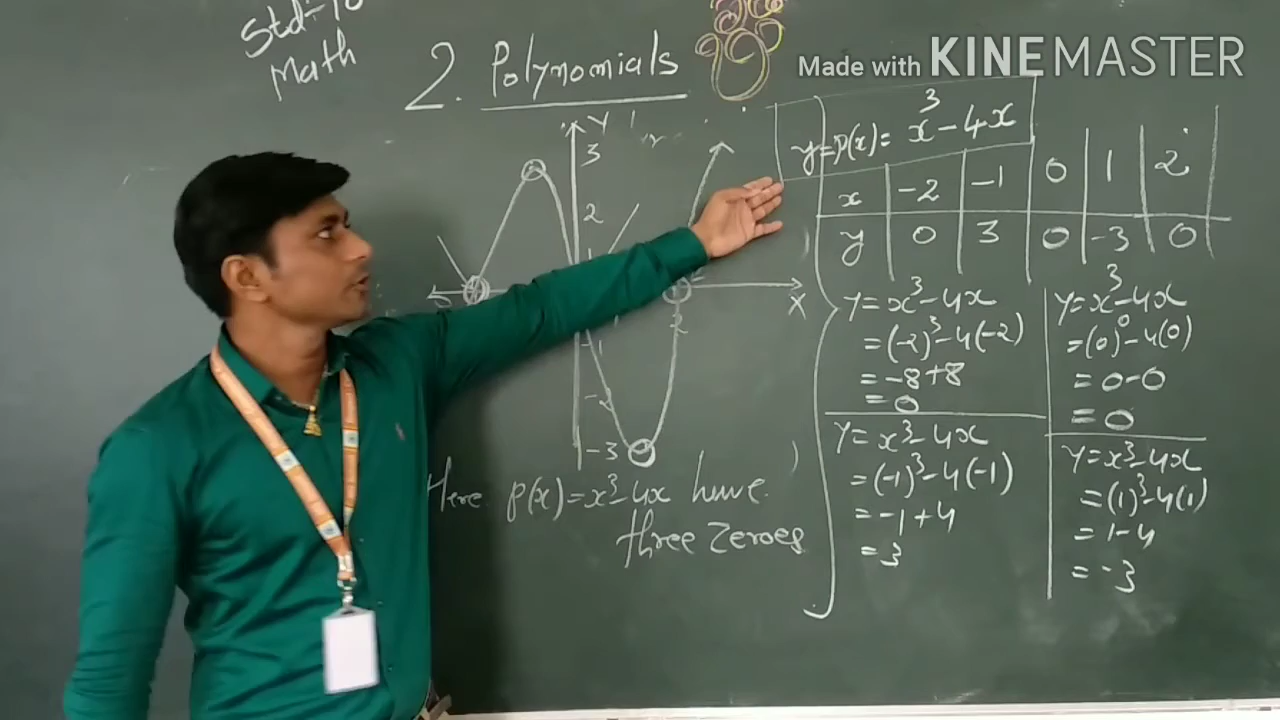 Std-10
Math
2. Polynomials
Made with KINEMASTER
y=p(x)= x³-4x
x -2 -1 0 1 2
y 0 3 0 -3 0
Y
3
2
1
-1
-2
-3
X
2
1
Y=x³-4x
=(-2)³-4(-2)
=-8+8
=0
Y=x³-4x
=(0)⁰-4(0)
=0-0
=0
Y=x³-4x
=(-1)³-4(-1)
=-1+4
=3
Y=x³-4x
=(1)³-4(1)
=1-4
=-3
Here p(x)=x³-4x have
three zeroes